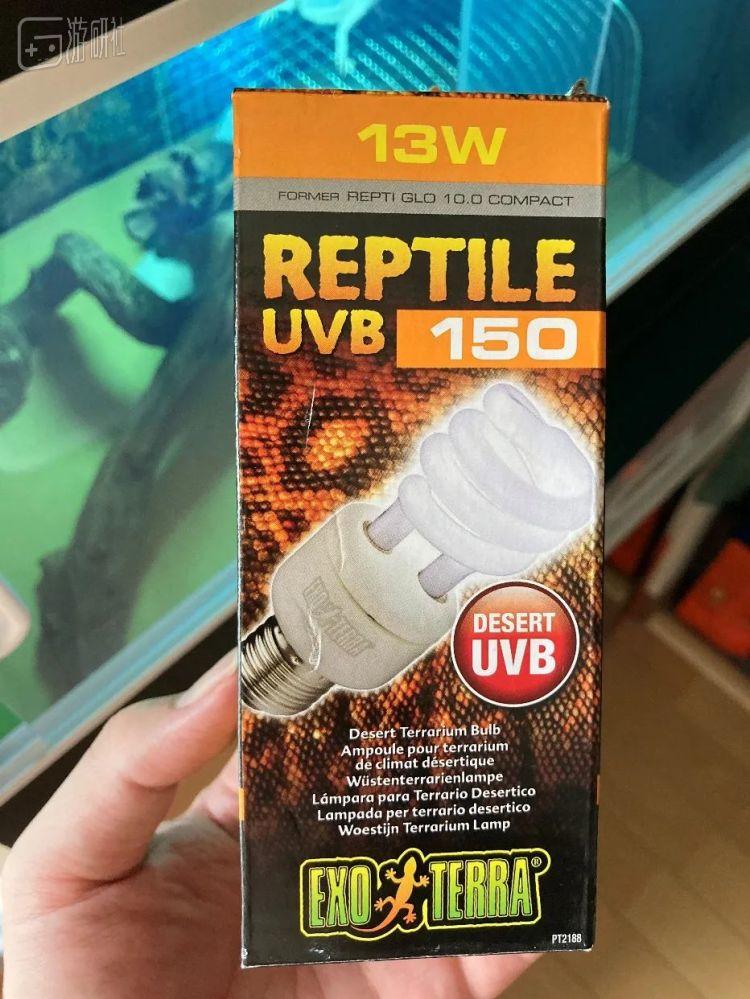 游研社
13W
FORMER REPTI GLO 10.0 COMPACT
REPTILE
UVB 150
EXO TERRA
DESERT
UVB
Desert Terrarium Bulb
Ampoule pour terrarium
de climat désertique
Wüstenterrarienlampe
Lámpara para Terrario Desertico
Lampada per terrario desertico
Woestijn Terrarium Lamp
EXO TERRA®
PT2188